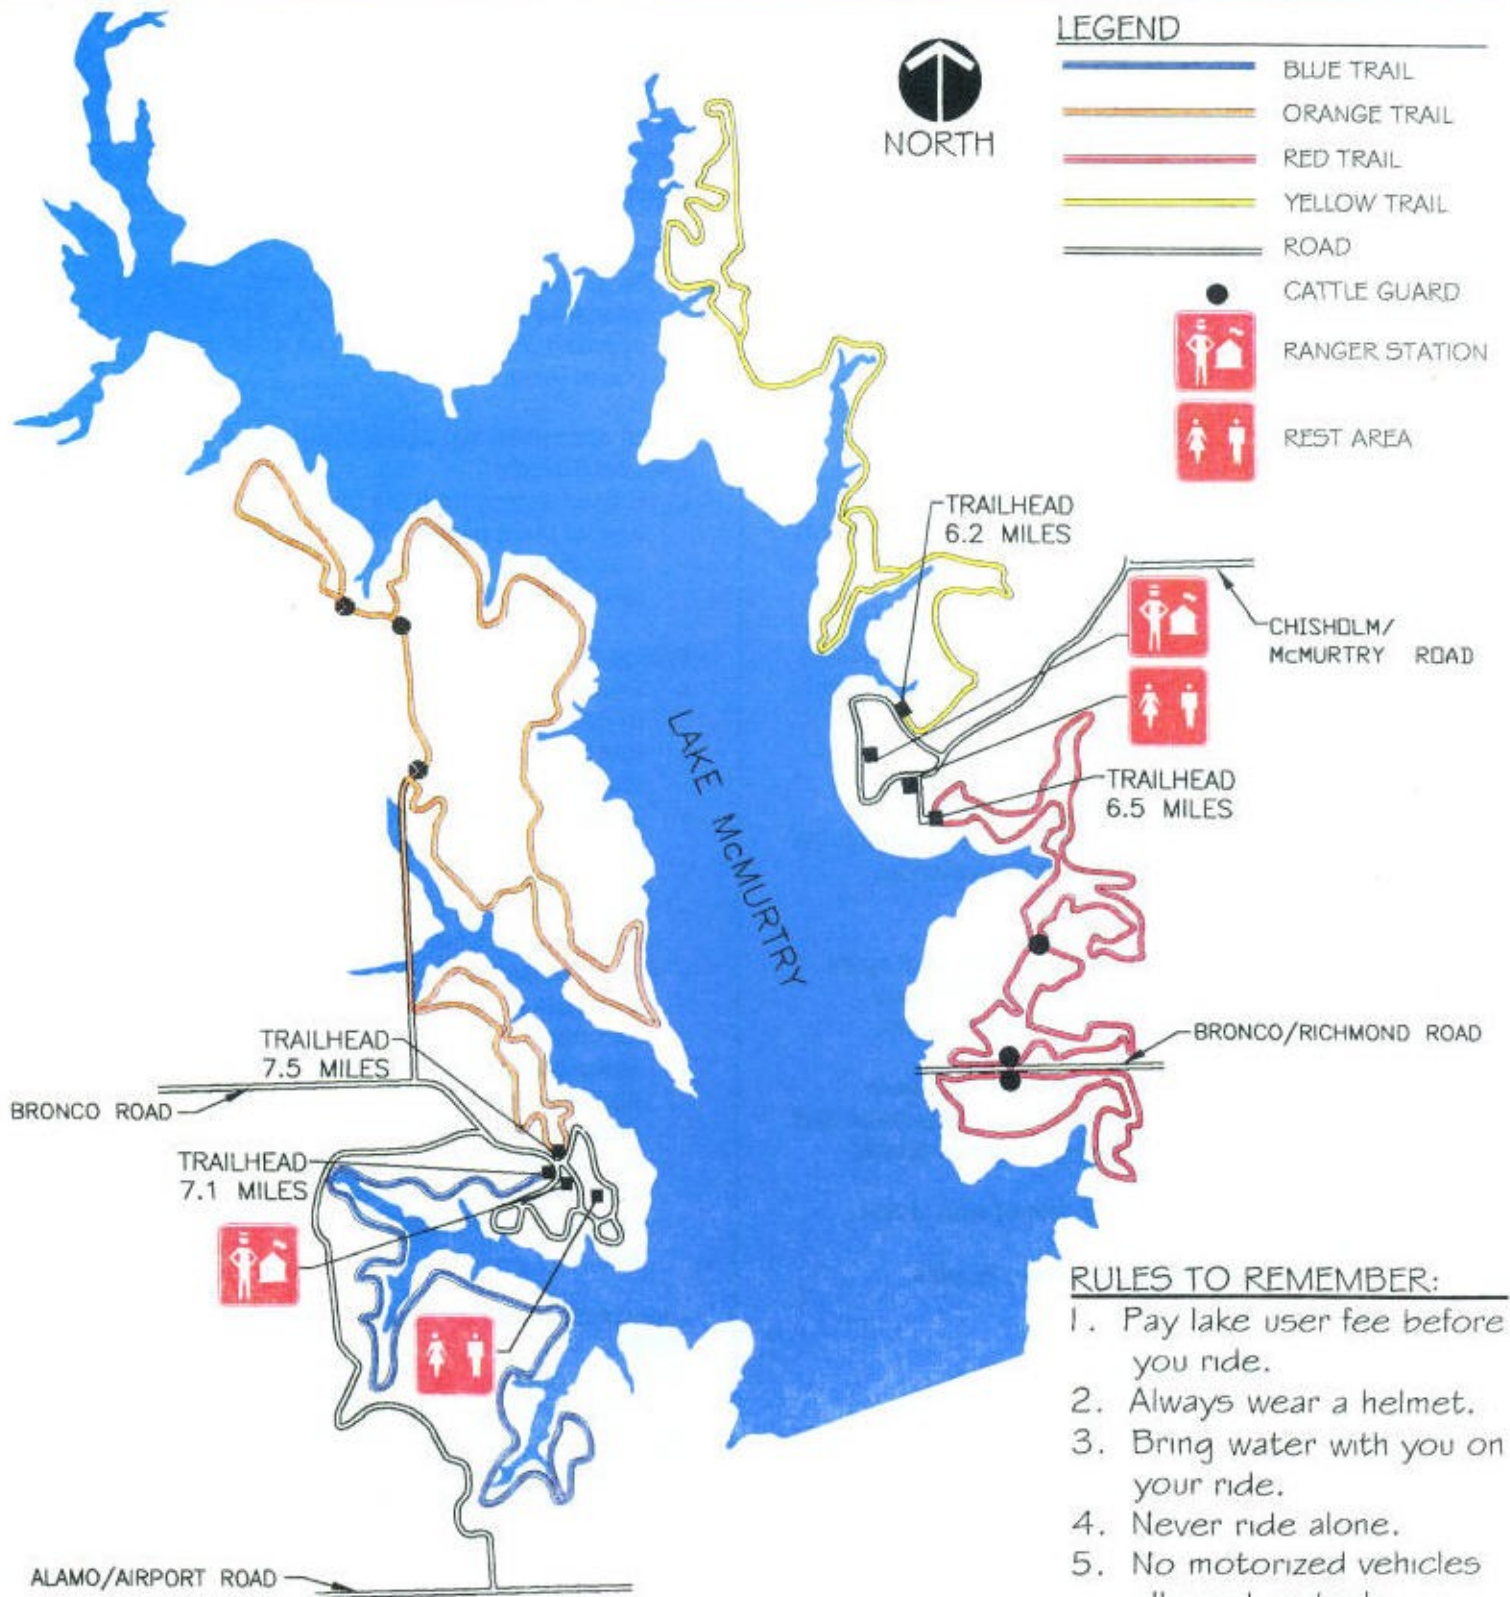 LEGEND
BLUE TRAIL
ORANGE TRAIL
RED TRAIL
YELLOW TRAIL
ROAD
CATTLE GUARD
RANGER STATION
REST AREA
NORTH
TRAILHEAD
6.2 MILES
CHISHOLM/
McMURTRY ROAD
LAKE McMURTRY
TRAILHEAD
6.5 MILES
TRAILHEAD
7.5 MILES
BRONCO/RICHMOND ROAD
BRONCO ROAD
TRAILHEAD
7.1 MILES
RULES TO REMEMBER:
1. Pay lake user fee before
you ride.
2. Always wear a helmet.
3. Bring water with you on
your ride.
4. Never ride alone.
5. No motorized vehicles
ALAMO/AIRPORT ROAD